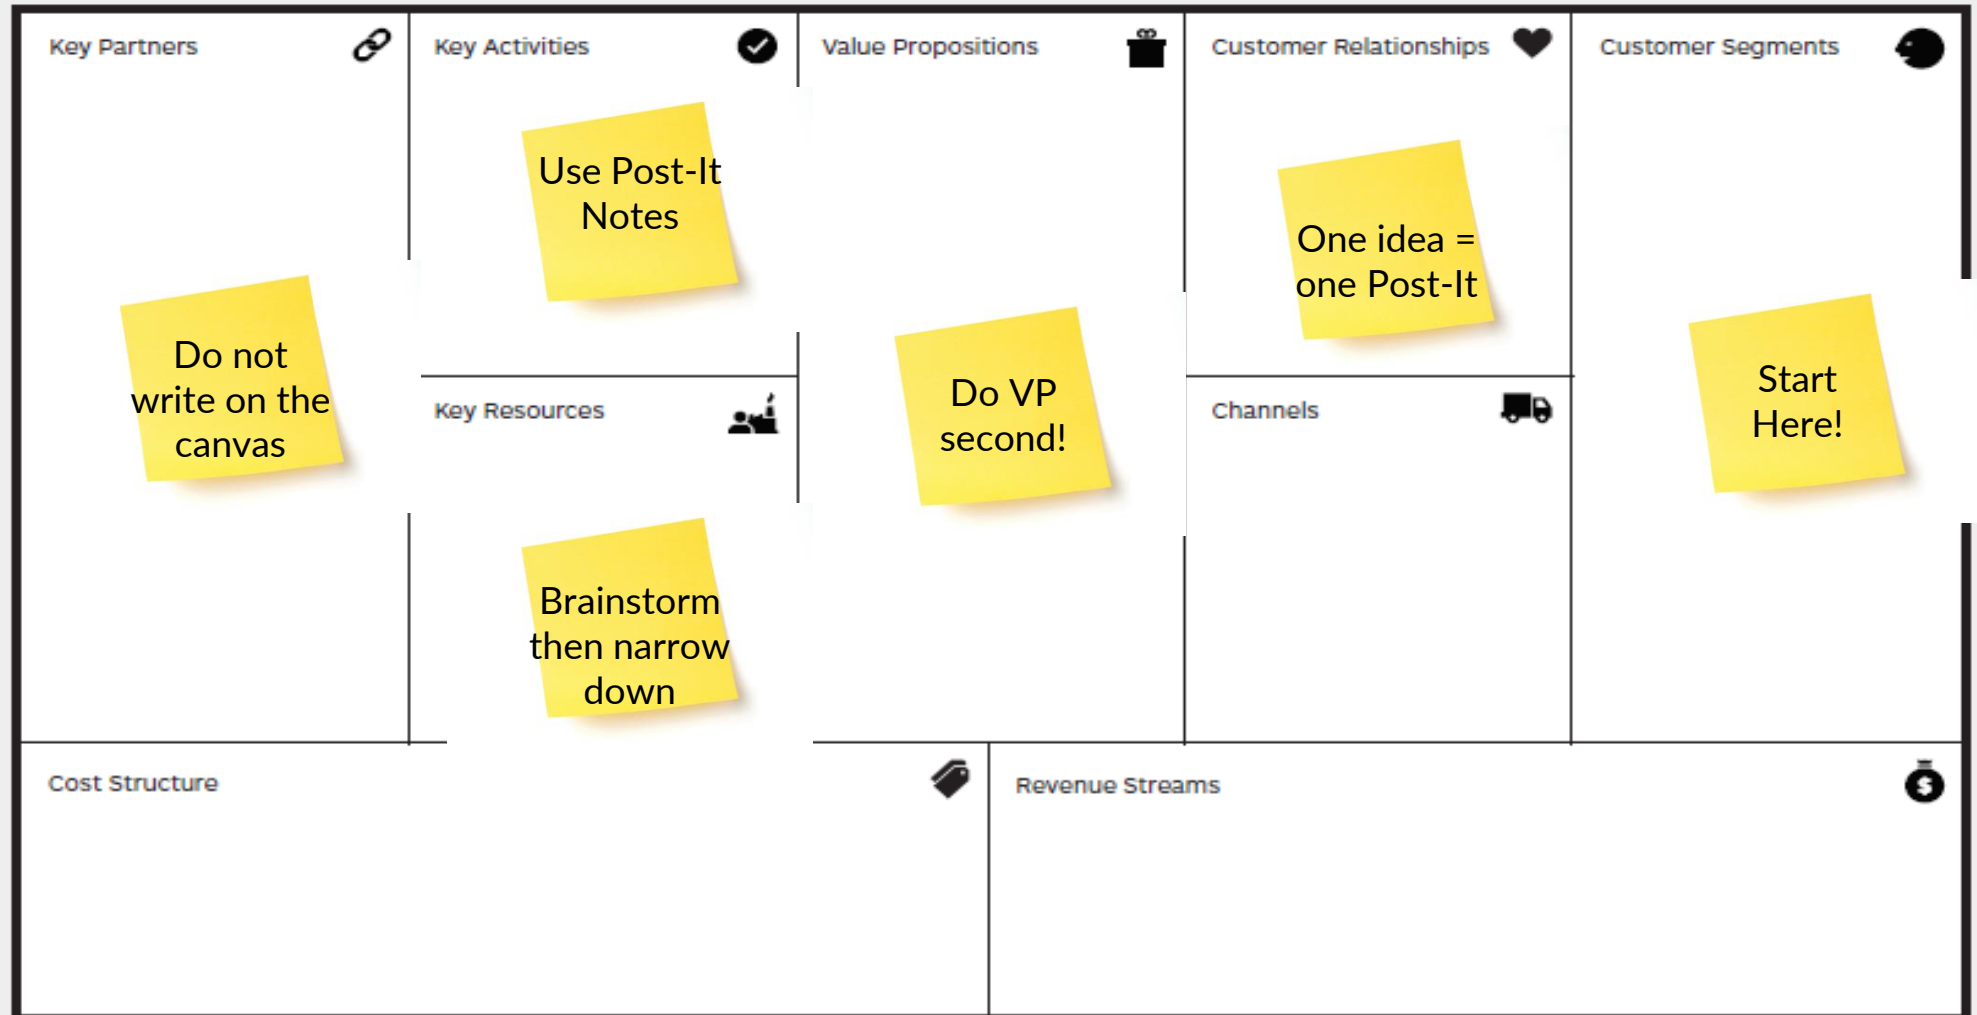 Key Partners
Do not
write on the
canvas
Key Activities
Use Post-It
Notes
Key Resources
Brainstorm
then narrow
down
Value Propositions
Do VP
second!
Customer Relationships
One idea =
one Post-It
Channels
Customer Segments
Start
Here!
Cost Structure
Revenue Streams
$